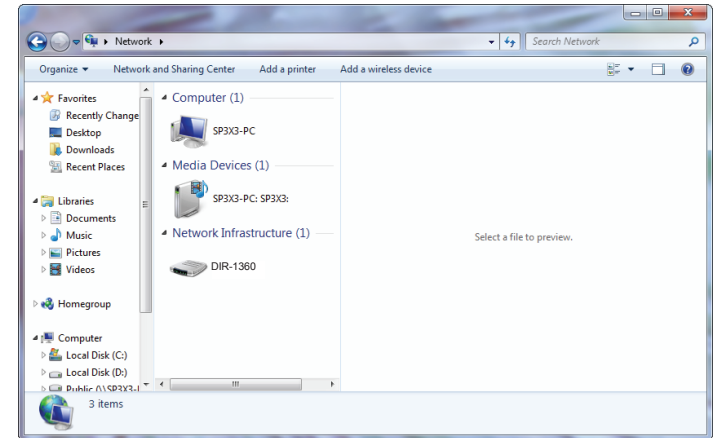 Network
Search Network
Organize
Network and Sharing Center
Add a printer
Add a wireless device
Favorites
Recently Change
Desktop
Downloads
Recent Places
Libraries
Documents
Music
Pictures
Videos
Homegroup
Computer
Local Disk (C:)
Local Disk (D:)
Public (\\SP3X3-
Computer (1)
SP3X3-PC
Media Devices (1)
SP3X3-PC: SP3X3:
Network Infrastructure (1)
DIR-1360
Select a file to preview.
3 items